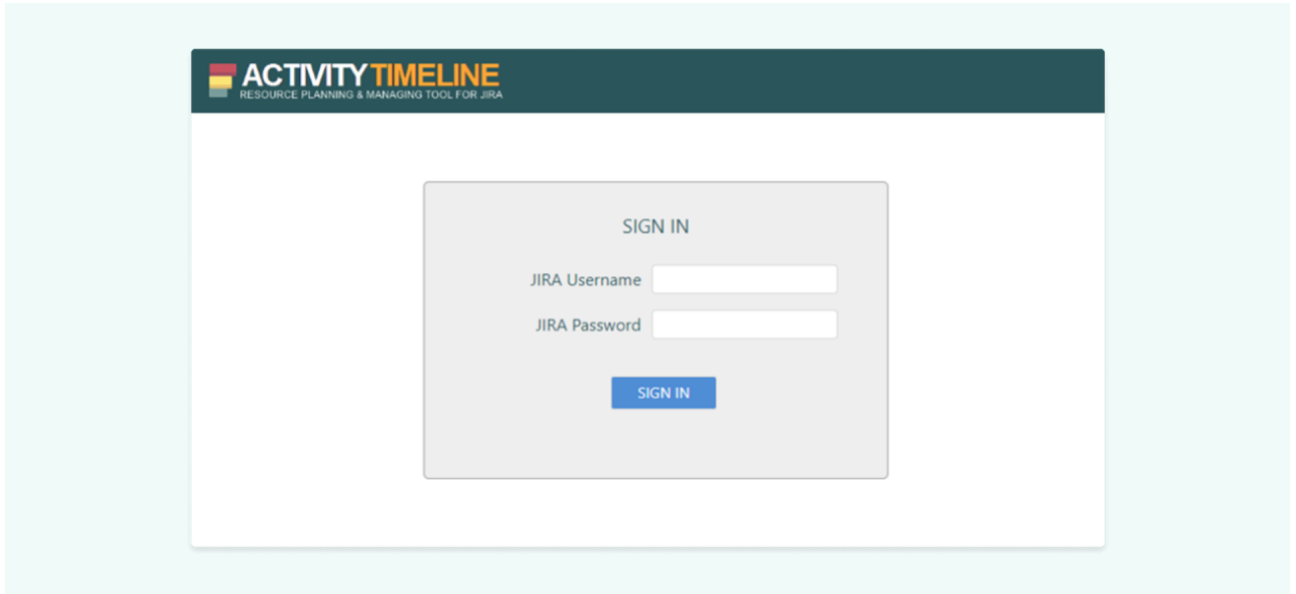 ACTIVITY TIMELINE
RESOURCE PLANNING & MANAGING TOOL FOR JIRA
SIGN IN
JIRA Username
JIRA Password
SIGN IN